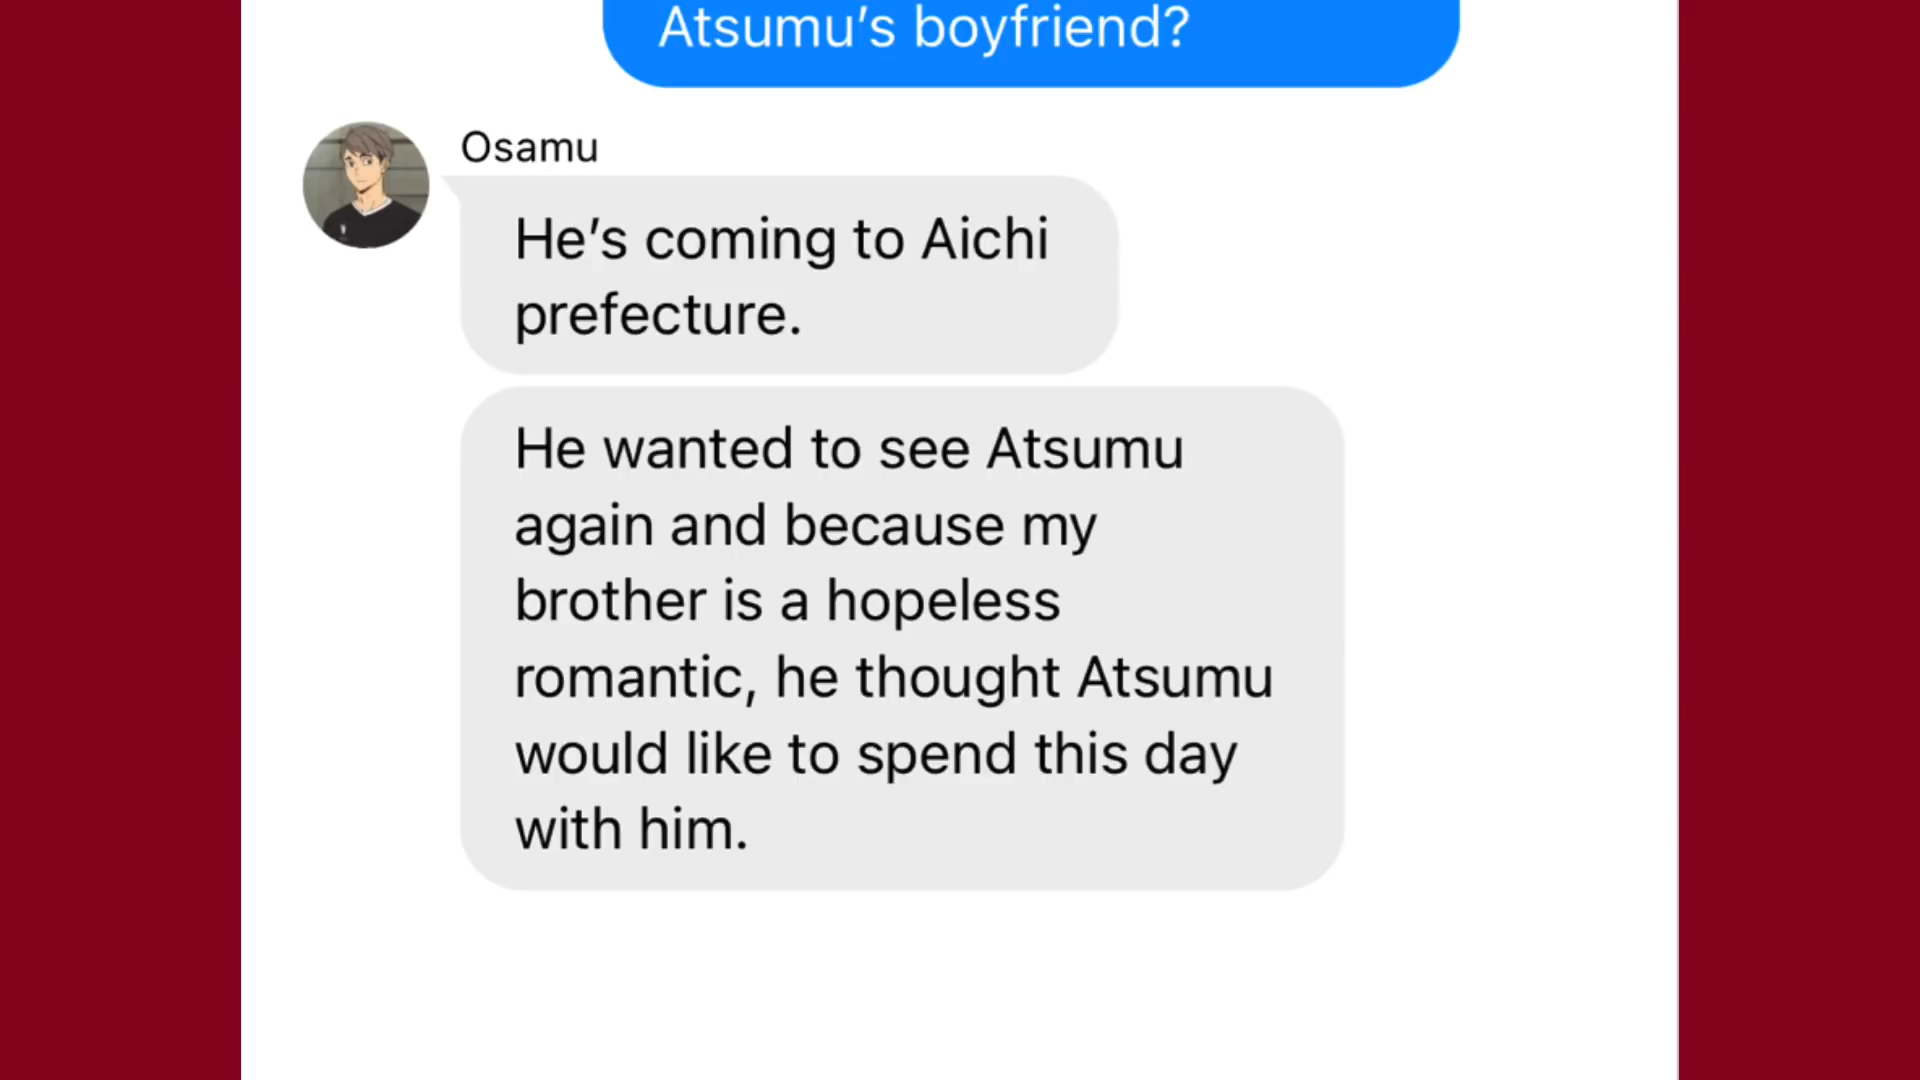 Atsumu’s boyfriend?
Osamu
He’s coming to Aichi
prefecture.
He wanted to see Atsumu
again and because my
brother is a hopeless
romantic, he thought Atsumu
would like to spend this day
with him.